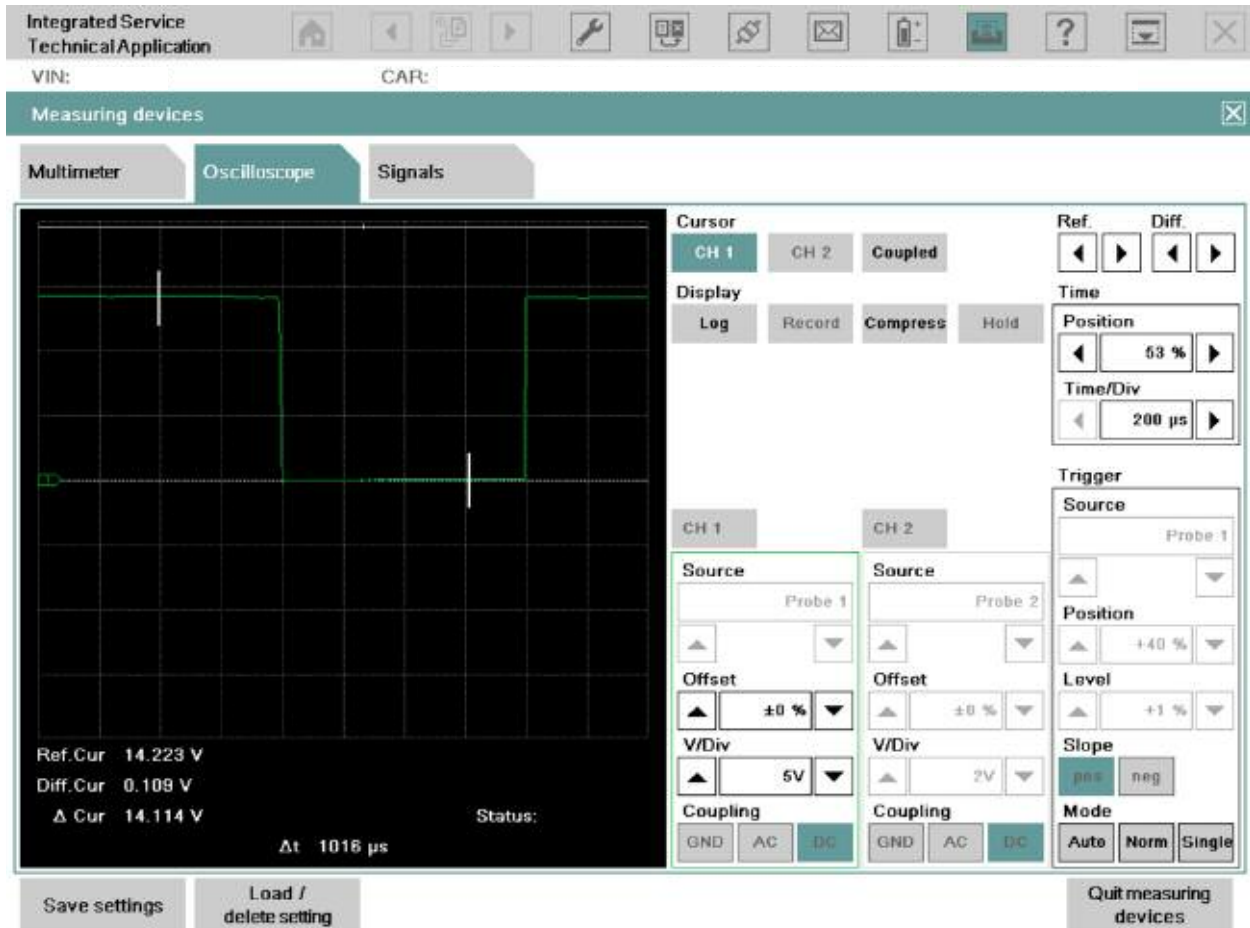 Integrated Service
Technical Application
VIN:
CAR:
Measuring devices
Multimeter
Oscilloscope
Signals
Cursor
CH 1
CH 2
Coupled
Ref.
Diff.
Display
Log
Record
Compress
Hold
Time
Position
53 %
Time/Div
200 µs
Trigger
Source
Probe 1
Position
+40 %
Level
+1 %
Slope
pos
neg
Mode
Auto
Norm
Single
CH 1
Source
Probe 1
Offset
±0 %
V/Div
5V
Coupling
GND
AC
DC
CH 2
Source
Probe 2
Offset
±0 %
V/Div
2V
Coupling
GND
AC
DC
1
Ref.Cur 14.223 V
Diff.Cur 0.109 V
Δ Cur 14.114 V
Status:
Δt 1016 µs
Save settings
Load /
delete setting
Quit measuring
devices